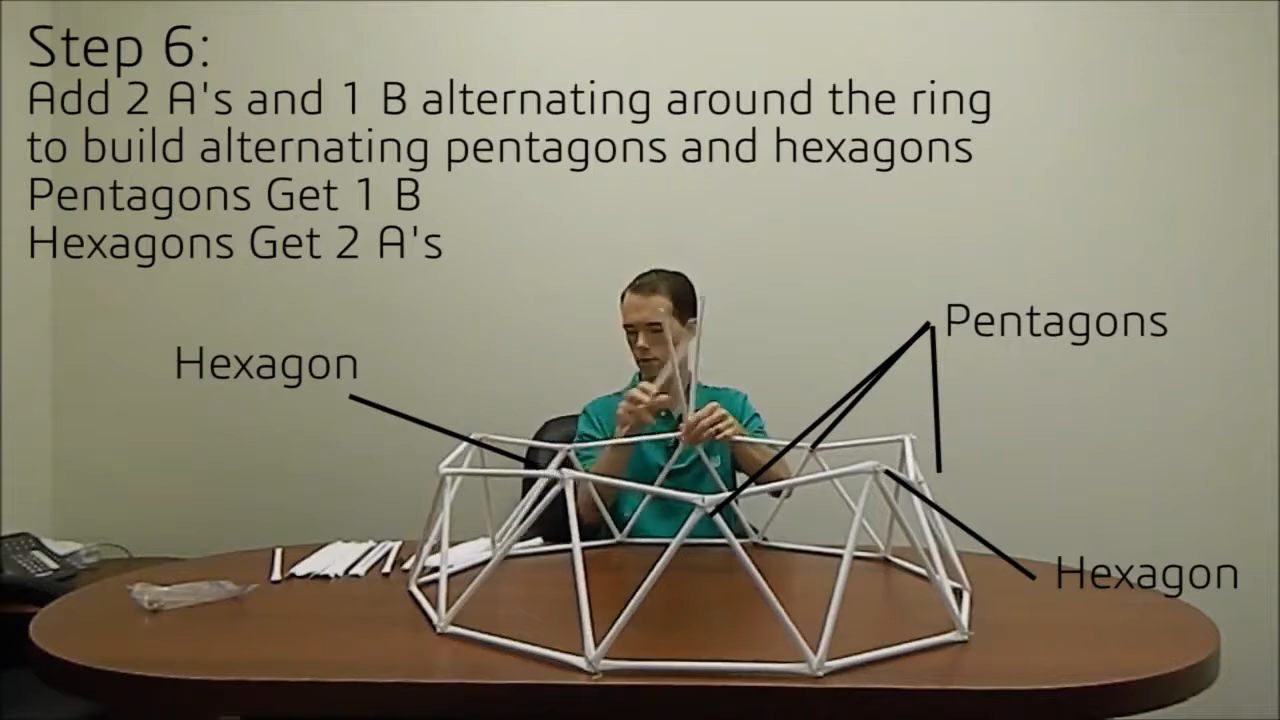 Step 6:
Add 2 A's and 1 B alternating around the ring
to build alternating pentagons and hexagons
Pentagons Get 1 B
Hexagons Get 2 A's
Pentagons
Hexagon
Hexagon